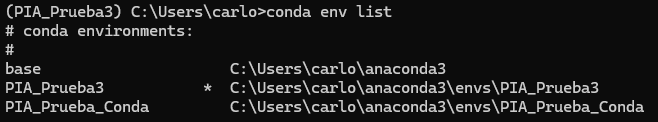 (PIA_Prueba3) C:\Users\carlo>conda env list
# conda environments:
#
base                     C:\Users\carlo\anaconda3
PIA_Prueba3           *  C:\Users\carlo\anaconda3\envs\PIA_Prueba3
PIA_Prueba_Conda         C:\Users\carlo\anaconda3\envs\PIA_Prueba_Conda